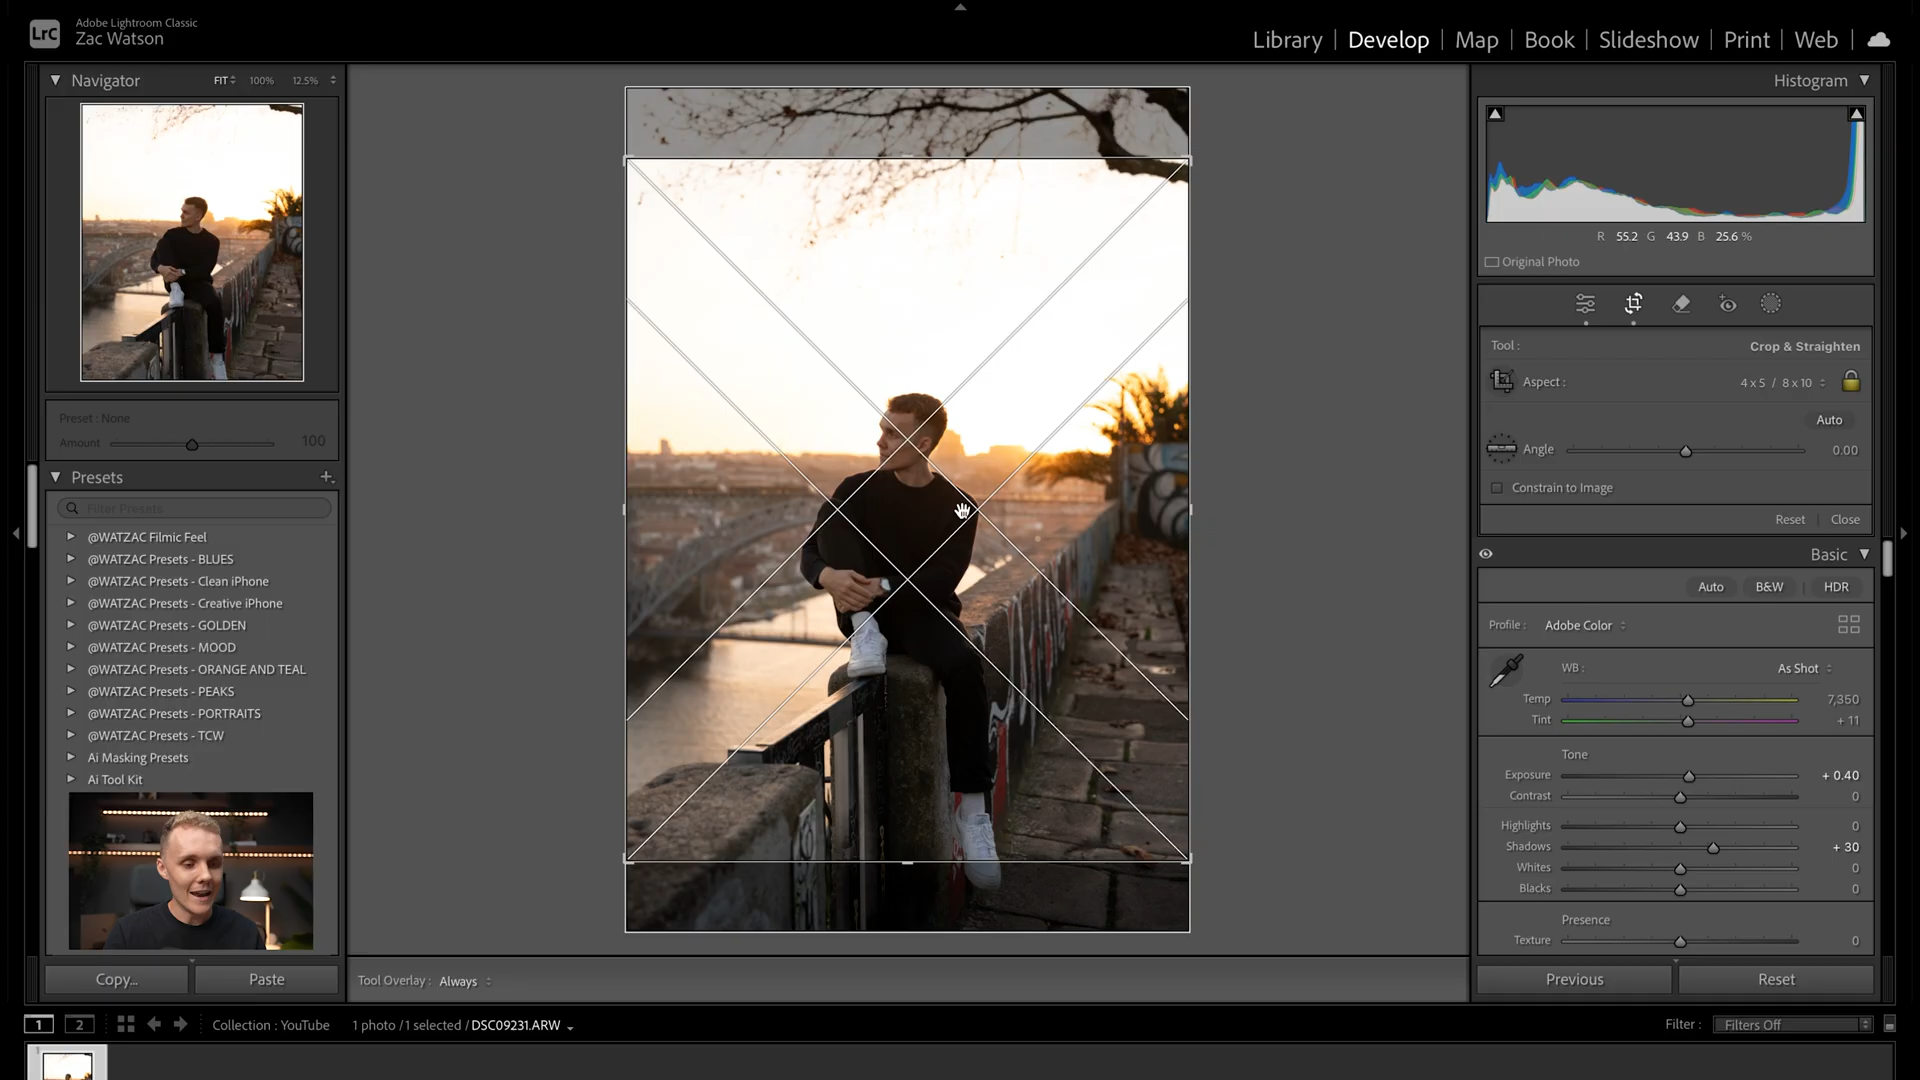 LrC
Adobe Lightroom Classic
Zac Watson
Library | Develop | Map | Book | Slideshow | Print | Web
Navigator FIT 100% 12.5%
Preset : None
Amount 100
Presets
Filter Presets
@WATZAC Filmic Feel
@WATZAC Presets - BLUES
@WATZAC Presets - Clean iPhone
@WATZAC Presets - Creative iPhone
@WATZAC Presets - GOLDEN
@WATZAC Presets - MOOD
@WATZAC Presets - ORANGE AND TEAL
@WATZAC Presets - PEAKS
@WATZAC Presets - PORTRAITS
@WATZAC Presets - TCW
Ai Masking Presets
Ai Tool Kit
Copy... Paste
Tool Overlay : Always
Histogram
R 55.2 G 43.9 B 25.6 %
Original Photo
Tool : Crop & Straighten
Aspect : 4 x 5 / 8 x 10
Auto
Angle 0.00
Constrain to Image
Reset | Close
Basic
Auto B&W | HDR
Profile : Adobe Color
WB : As Shot
Temp 7,350
Tint + 11
Tone
Exposure + 0.40
Contrast 0
Highlights 0
Shadows + 30
Whites 0
Blacks 0
Presence
Texture 0
Previous Reset
1 2 Collection : YouTube 1 photo / 1 selected / DSC09231.ARW
Filter : Filters Off